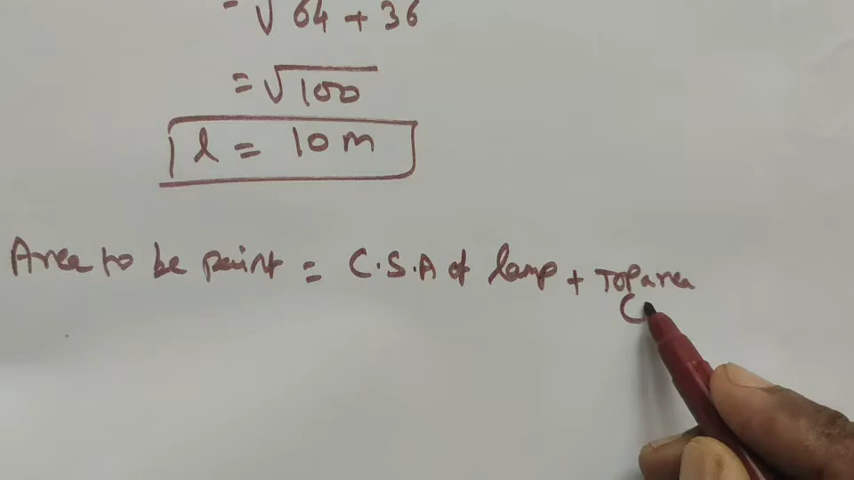 = √64 + 36
= √100
l = 10 m
Area to be paint = C.S.A of lamp + Top area
(